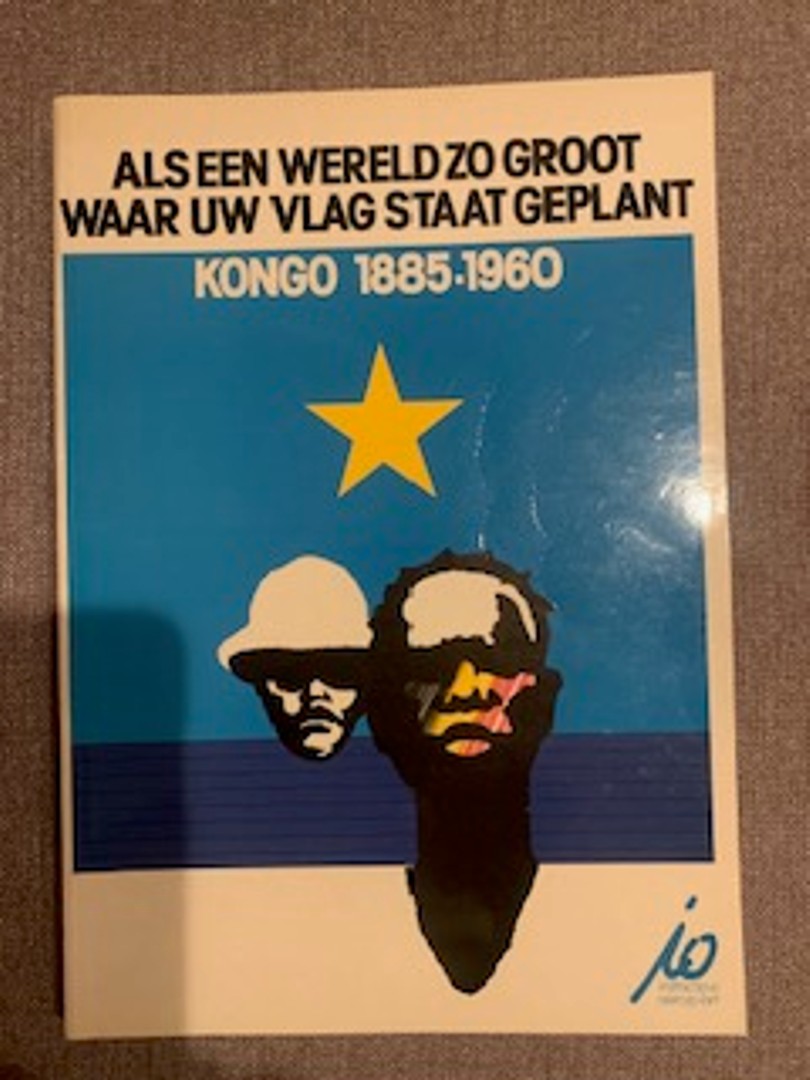 ALS EEN WERELD ZO GROOT
WAAR UW VLAG STAAT GEPLANT
KONGO 1885-1960
io